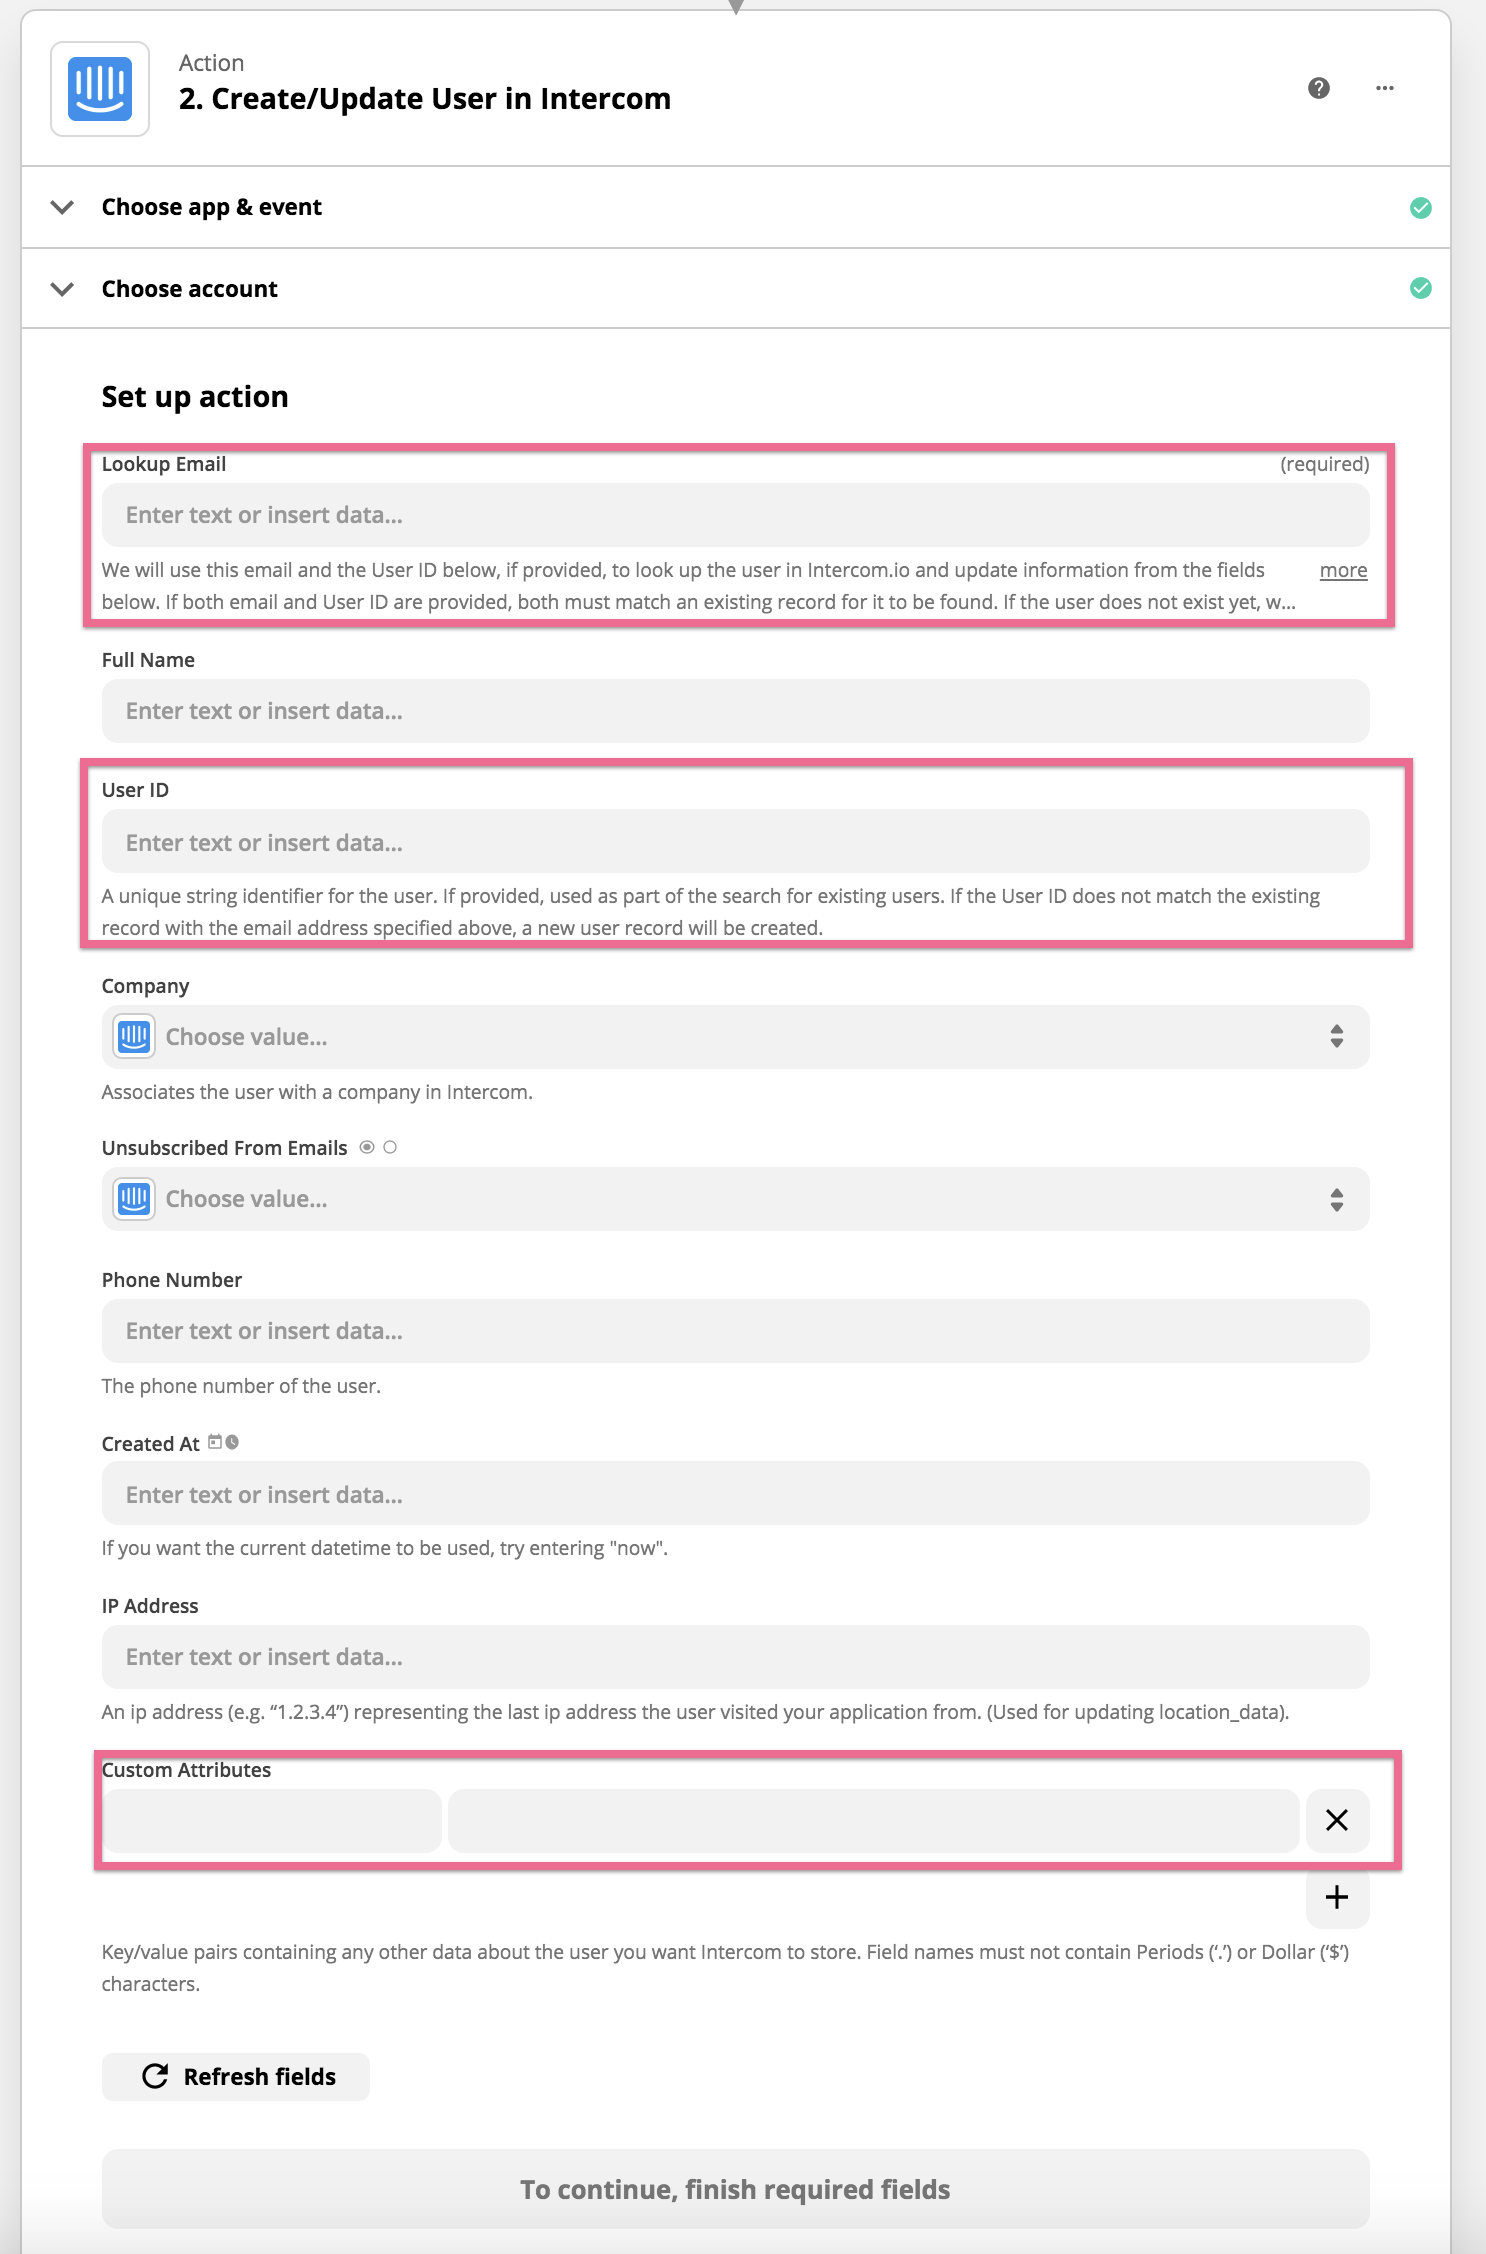 Action
2. Create/Update User in Intercom
Choose app & event
Choose account
Set up action
Lookup Email (required)
Enter text or insert data...
We will use this email and the User ID below, if provided, to look up the user in Intercom.io and update information from the fields more
below. If both email and User ID are provided, both must match an existing record for it to be found. If the user does not exist yet, w...
Full Name
Enter text or insert data...
User ID
Enter text or insert data...
A unique string identifier for the user. If provided, used as part of the search for existing users. If the User ID does not match the existing
record with the email address specified above, a new user record will be created.
Company
Choose value...
Associates the user with a company in Intercom.
Unsubscribed From Emails
Choose value...
Phone Number
Enter text or insert data...
The phone number of the user.
Created At
Enter text or insert data...
If you want the current datetime to be used, try entering "now".
IP Address
Enter text or insert data...
An ip address (e.g. “1.2.3.4”) representing the last ip address the user visited your application from. (Used for updating location_data).
Custom Attributes
Key/value pairs containing any other data about the user you want Intercom to store. Field names must not contain Periods (‘.’) or Dollar (‘$’)
characters.
Refresh fields
To continue, finish required fields